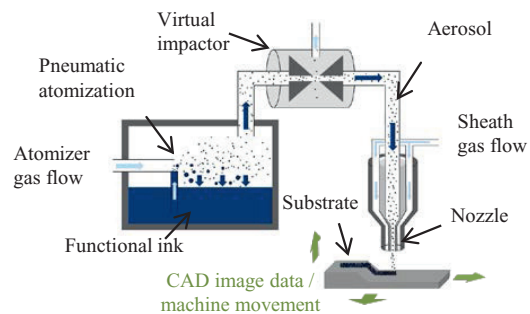 Virtual
impactor
Aerosol
Pneumatic
atomization
Sheath
gas flow
Atomizer
gas flow
Substrate
Nozzle
Functional ink
CAD image data /
machine movement